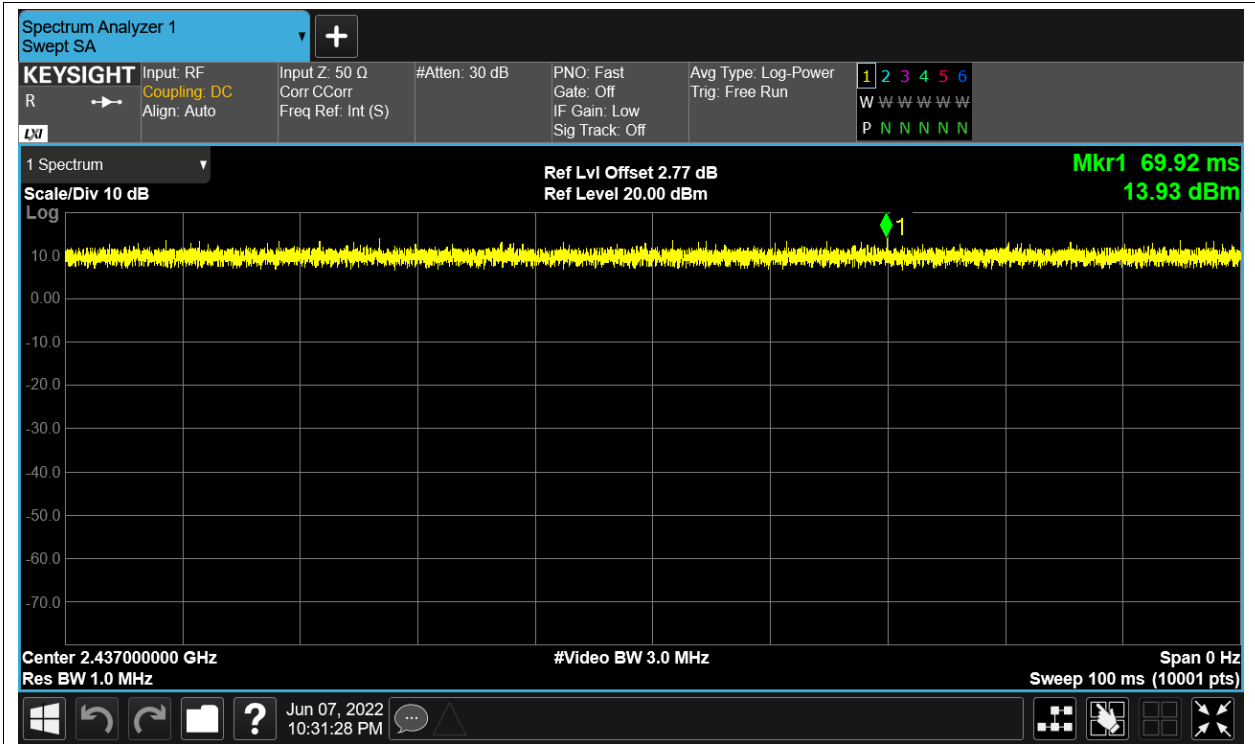 Spectrum Analyzer 1
Swept SA
KEYSIGHT
R
LXI
Input: RF
Coupling: DC
Align: Auto
Input Z: 50 Ω
Corr CCorr
Freq Ref: Int (S)
#Atten: 30 dB
PNO: Fast
Gate: Off
IF Gain: Low
Sig Track: Off
Avg Type: Log-Power
Trig: Free Run
1 2 3 4 5 6
W W W W W W
P N N N N N
1 Spectrum
Scale/Div 10 dB
Log
Ref Lvl Offset 2.77 dB
Ref Level 20.00 dBm
Mkr1 69.92 ms
13.93 dBm
1
10.0
0.00
-10.0
-20.0
-30.0
-40.0
-50.0
-60.0
-70.0
Center 2.437000000 GHz
Res BW 1.0 MHz
#Video BW 3.0 MHz
Span 0 Hz
Sweep 100 ms (10001 pts)
?
Jun 07, 2022
10:31:28 PM